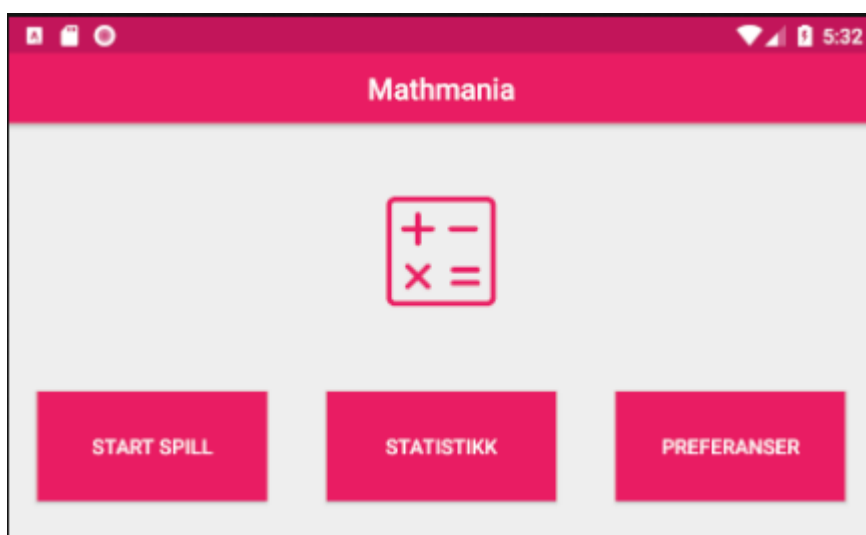 5:32
Mathmania
START SPILL
STATISTIKK
PREFERANSER